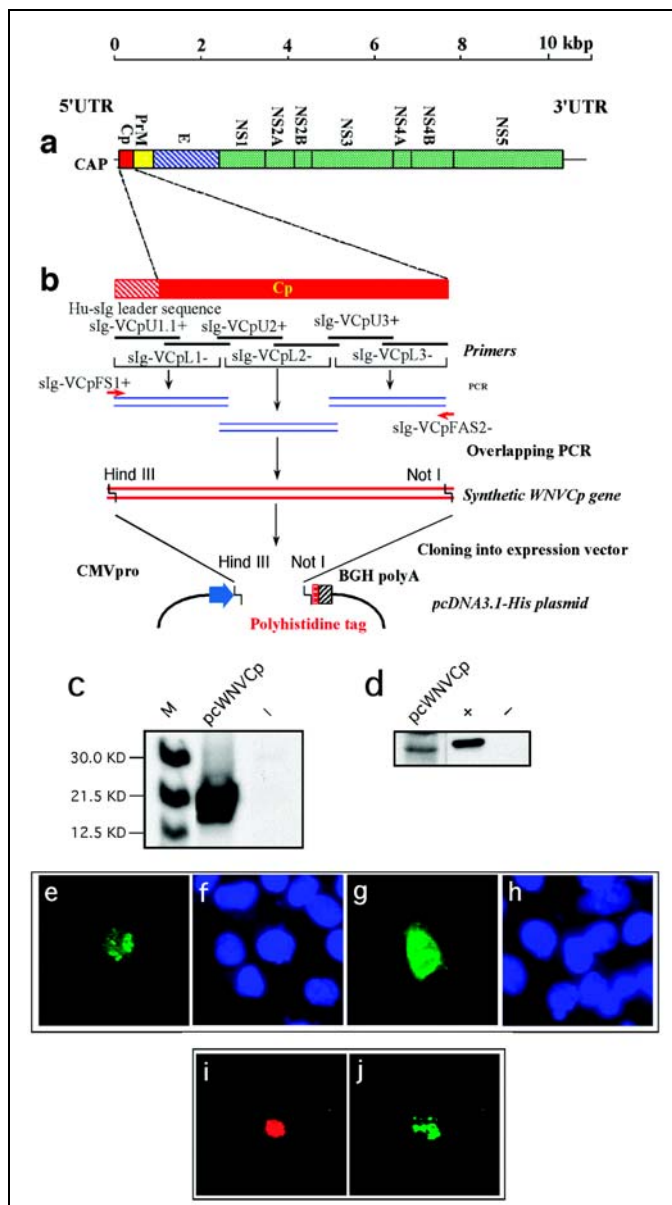 0 2 4 6 8 10 kbp
5'UTR 3'UTR
a
Cp PrM E NS1 NS2A NS2B NS3 NS4A NS4B NS5
CAP
b
Cp
Hu-sIg leader sequence
sIg-VCpU1.1+ sIg-VCpU2+ sIg-VCpU3+
Primers
sIg-VCpL1- sIg-VCpL2- sIg-VCpL3-
sIg-VCpFS1+
PCR
sIg-VCpFAS2-
Overlapping PCR
Hind III Not I
Synthetic WNVCp gene
Cloning into expression vector
Hind III Not I
CMVpro BGH polyA
pcDNA3.1-His plasmid
Polyhistidine tag
c d
M pcWNVCp –
pcWNVCp + –
30.0 KD
21.5 KD
12.5 KD
e f g h
i j